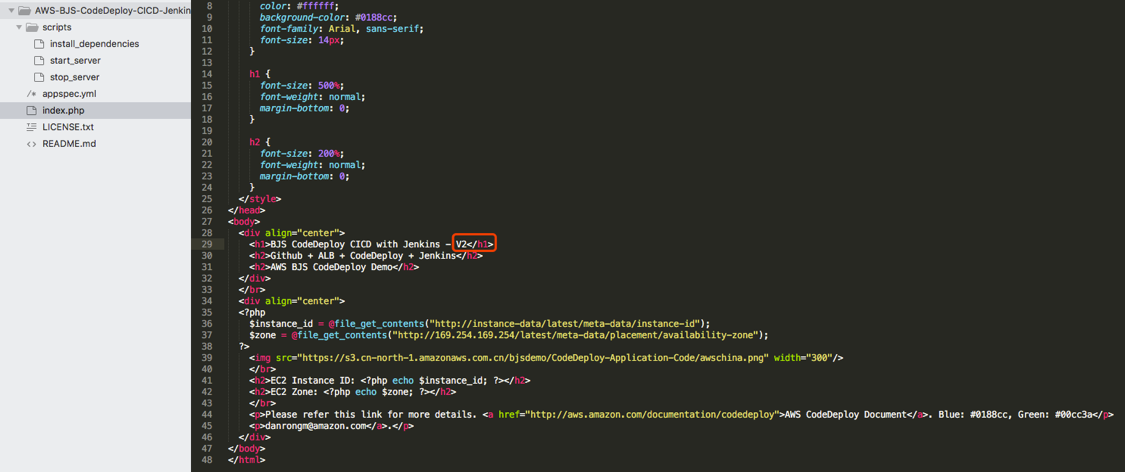 AWS-BJS-CodeDeploy-CICD-Jenkin
scripts
install_dependencies
start_server
stop_server
appspec.yml
index.php
LICENSE.txt
README.md
8 color: #ffffff;
9 background-color: #0188cc;
10 font-family: Arial, sans-serif;
11 font-size: 14px;
12 }
13
14 h1 {
15 font-size: 500%;
16 font-weight: normal;
17 margin-bottom: 0;
18 }
19
20 h2 {
21 font-size: 200%;
22 font-weight: normal;
23 margin-bottom: 0;
24 }
25 </style>
26 </head>
27 <body>
28 <div align="center">
29 <h1>BJS CodeDeploy CICD with Jenkins - V2</h1>
30 <h2>Github + ALB + CodeDeploy + Jenkins</h2>
31 <h2>AWS BJS CodeDeploy Demo</h2>
32 </div>
33 </br>
34 <div align="center">
35 <?php
36 $instance_id = @file_get_contents("http://instance-data/latest/meta-data/instance-id");
37 $zone = @file_get_contents("http://169.254.169.254/latest/meta-data/placement/availability-zone");
38 ?>
39 <img src="https://s3.cn-north-1.amazonaws.com.cn/bjsdemo/CodeDeploy-Application-Code/awschina.png" width="300"/>
40 </br>
41 <h2>EC2 Instance ID: <?php echo $instance_id; ?></h2>
42 <h2>EC2 Zone: <?php echo $zone; ?></h2>
43 </br>
44 <p>Please refer this link for more details. <a href="http://aws.amazon.com/documentation/codedeploy">AWS CodeDeploy Document</a>. Blue: #0188cc, Green: #00cc3a</p>
45 <p>danrongm@amazon.com</a>.</p>
46 </div>
47 </body>
48 </html>